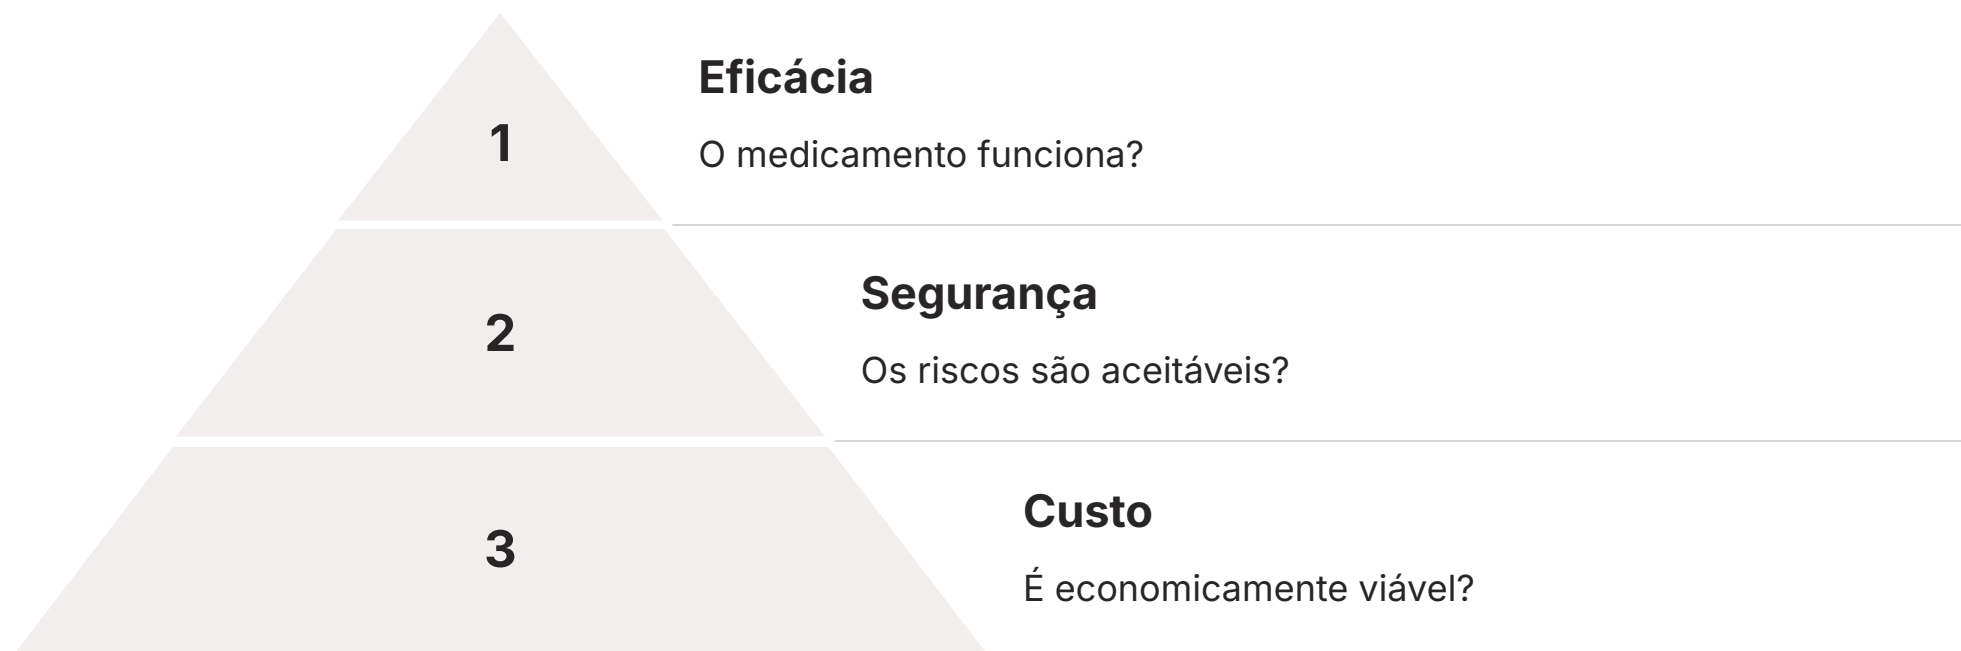 1
Eficácia
O medicamento funciona?
2
Segurança
Os riscos são aceitáveis?
3
Custo
É economicamente viável?